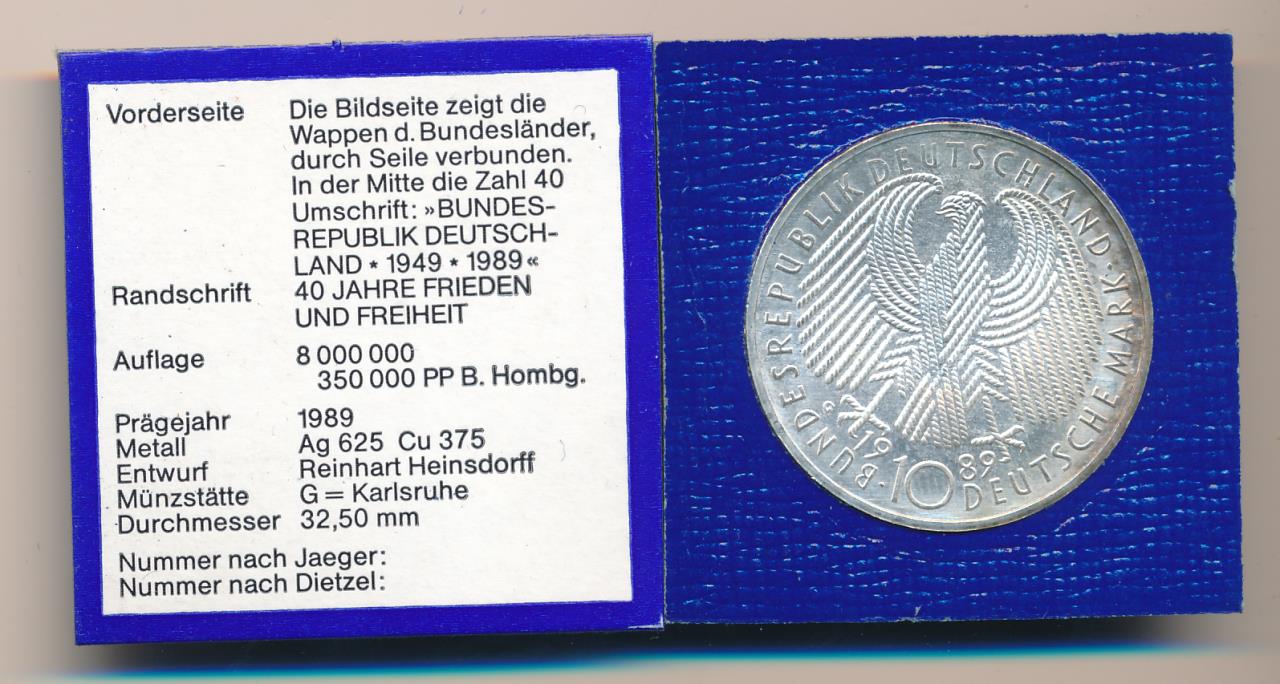 Vorderseite Die Bildseite zeigt die
Wappen d. Bundesländer,
durch Seile verbunden.
In der Mitte die Zahl 40
Umschrift: »BUNDES-
REPUBLIK DEUTSCH-
LAND * 1949 * 1989«
Randschrift 40 JAHRE FRIEDEN
UND FREIHEIT
Auflage 8 000 000
350 000 PP B. Hombg.
Prägejahr 1989
Metall Ag 625 Cu 375
Entwurf Reinhart Heinsdorff
Münzstätte G = Karlsruhe
Durchmesser 32,50 mm
Nummer nach Jaeger:
Nummer nach Dietzel:
BUNDESREPUBLIK DEUTSCHLAND
· 10 DEUTSCHE MARK ·
G
19 89